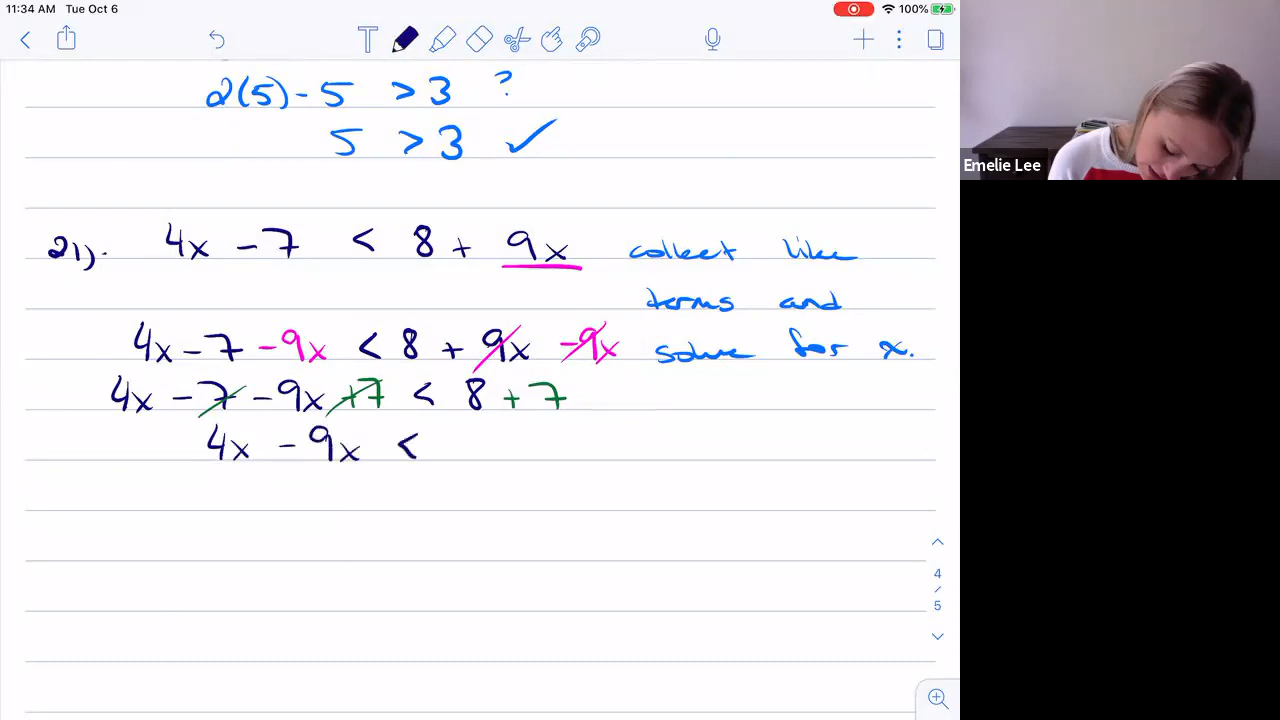 11:34 AM Tue Oct 6
100%
2(5) - 5 > 3 ?
5 > 3 ✓
Emelie Lee
21). 4x - 7 < 8 + 9x collect like
terms and
4x - 7 - 9x < 8 + 9x - 9x solve for x.
4x - 7 - 9x + 7 < 8 + 7
4x - 9x <
4
/
5